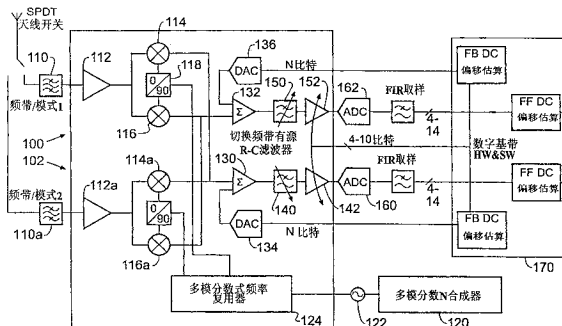 SPDT
天线开关
110
频带/模式1
100
102
频带/模式2
110a
112
112a
114
116
0
90
118
114a
0
90
116a
DAC
136
N比特
150
152
162
Σ
132
切换频带有源
R-C滤波器
ADC
FIR取样
4-14
4-10比特
数字基带
HW&SW
130
Σ
140
142
ADC
160
FIR取样
4-14
DAC
134
N比特
FB DC
偏移估算
FF DC
偏移估算
FF DC
偏移估算
FB DC
偏移估算
170
多模分数式频率
复用器
124
122
多模分数N合成器
120